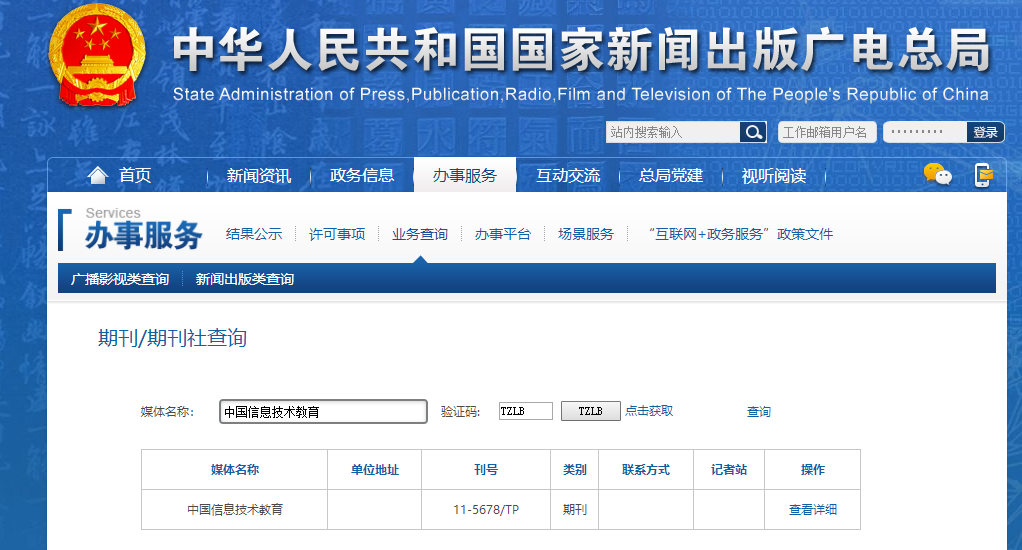 中华人民共和国国家新闻出版广电总局
State Administration of Press,Publication,Radio,Film and Television of The People's Republic of China
站内搜索输入 工作邮箱用户名 登录
首页 新闻资讯 政务信息 办事服务 互动交流 总局党建 视听阅读
Services
办事服务 结果公示 许可事项 业务查询 办事平台 场景服务 “互联网+政务服务”政策文件
广播影视类查询 新闻出版类查询
期刊/期刊社查询
媒体名称: 中国信息技术教育 验证码: TZLB TZLB 点击获取 查询
媒体名称 单位地址 刊号 类别 联系方式 记者站 操作
中国信息技术教育 11-5678/TP 期刊 查看详细